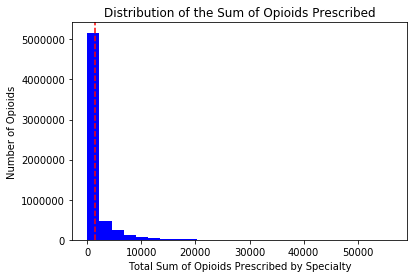 Distribution of the Sum of Opioids Prescribed
5000000
4000000
3000000
2000000
1000000
0
Number of Opioids
0 10000 20000 30000 40000 50000
Total Sum of Opioids Prescribed by Specialty